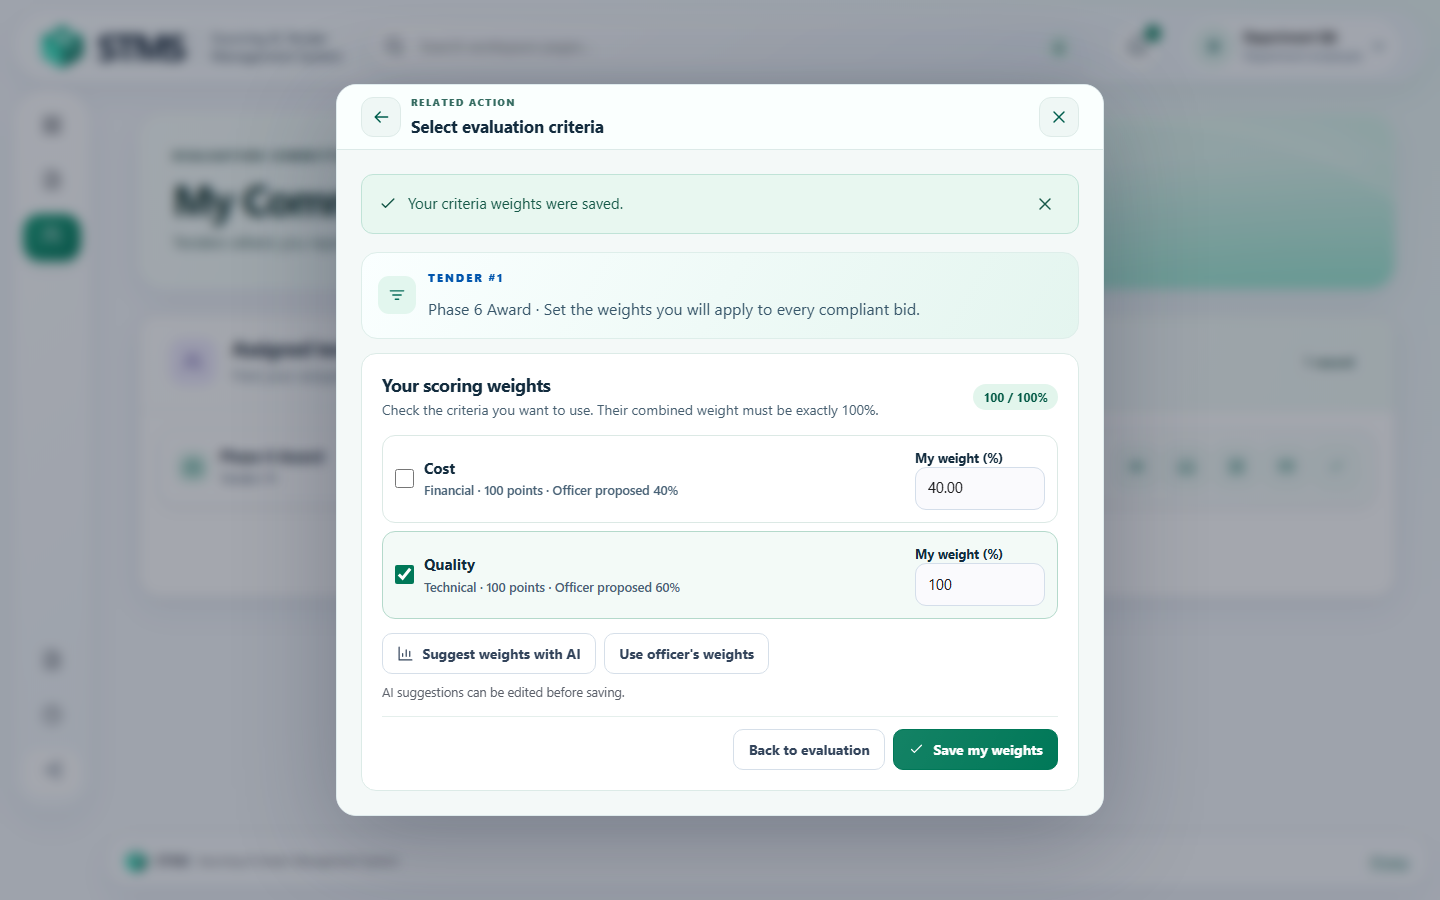 STMS
RELATED ACTION
Select evaluation criteria
Your criteria weights were saved.
TENDER #1
Phase 6 Award · Set the weights you will apply to every compliant bid.
Your scoring weights
Check the criteria you want to use. Their combined weight must be exactly 100%.
100 / 100%
Cost
Financial · 100 points · Officer proposed 40%
My weight (%)
40.00
Quality
Technical · 100 points · Officer proposed 60%
My weight (%)
100
Suggest weights with AI
Use officer's weights
AI suggestions can be edited before saving.
Back to evaluation
Save my weights